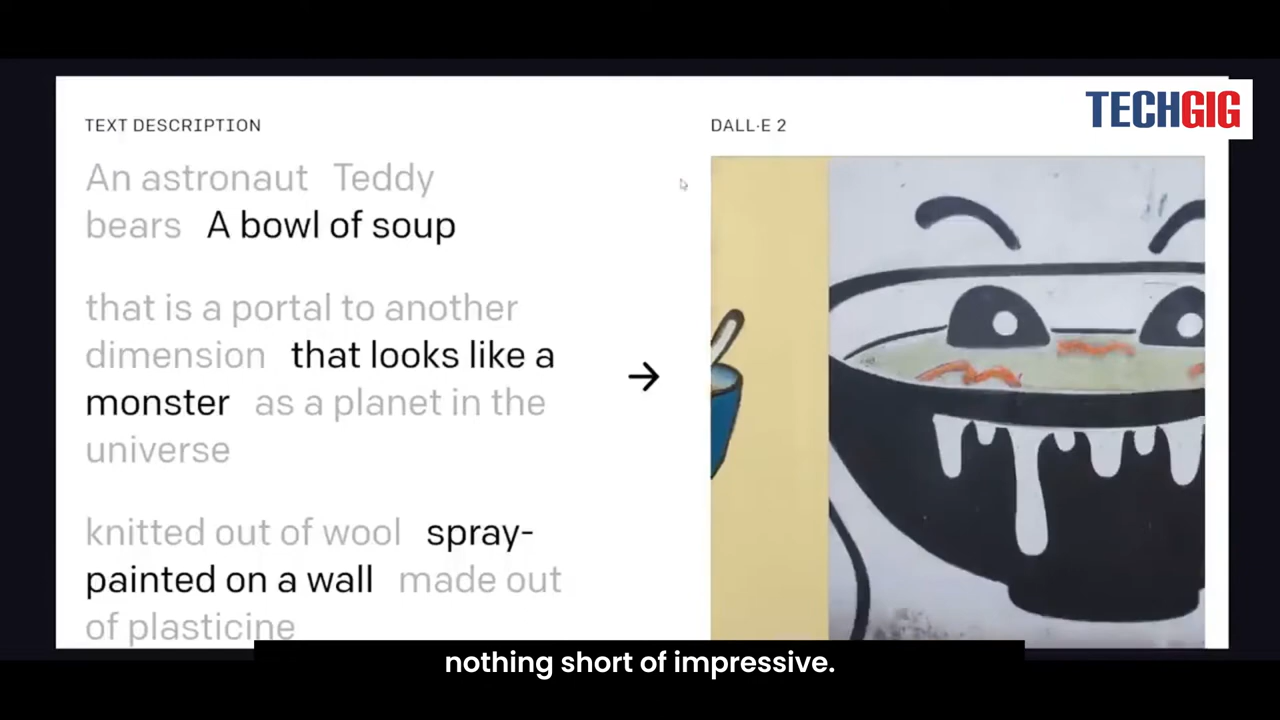 TECHGIG
TEXT DESCRIPTION
An astronaut Teddy
bears A bowl of soup
that is a portal to another
dimension that looks like a
monster as a planet in the
universe
knitted out of wool spray-
painted on a wall made out
of plasticine
DALL·E 2
nothing short of impressive.